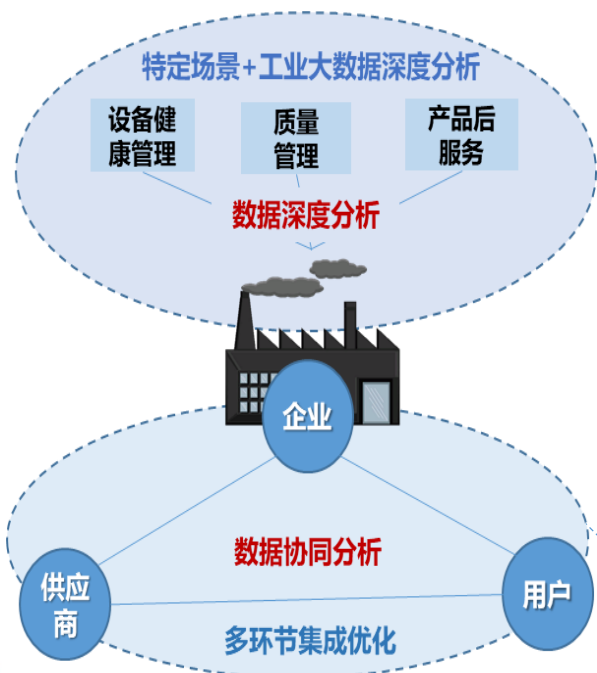 特定场景+工业大数据深度分析
设备健
康管理
质量
管理
产品后
服务
数据深度分析
企业
数据协同分析
供应
商
用户
多环节集成优化